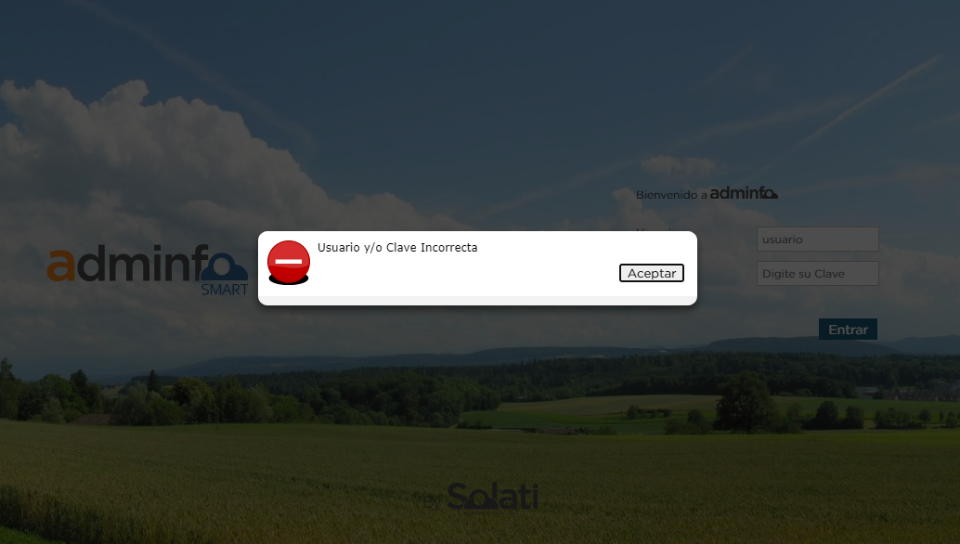 Bienvenido a adminfo
usuario
Usuario y/o Clave Incorrecta
adminfo
SMART
Aceptar
Digite su Clave
Entrar
by Solati